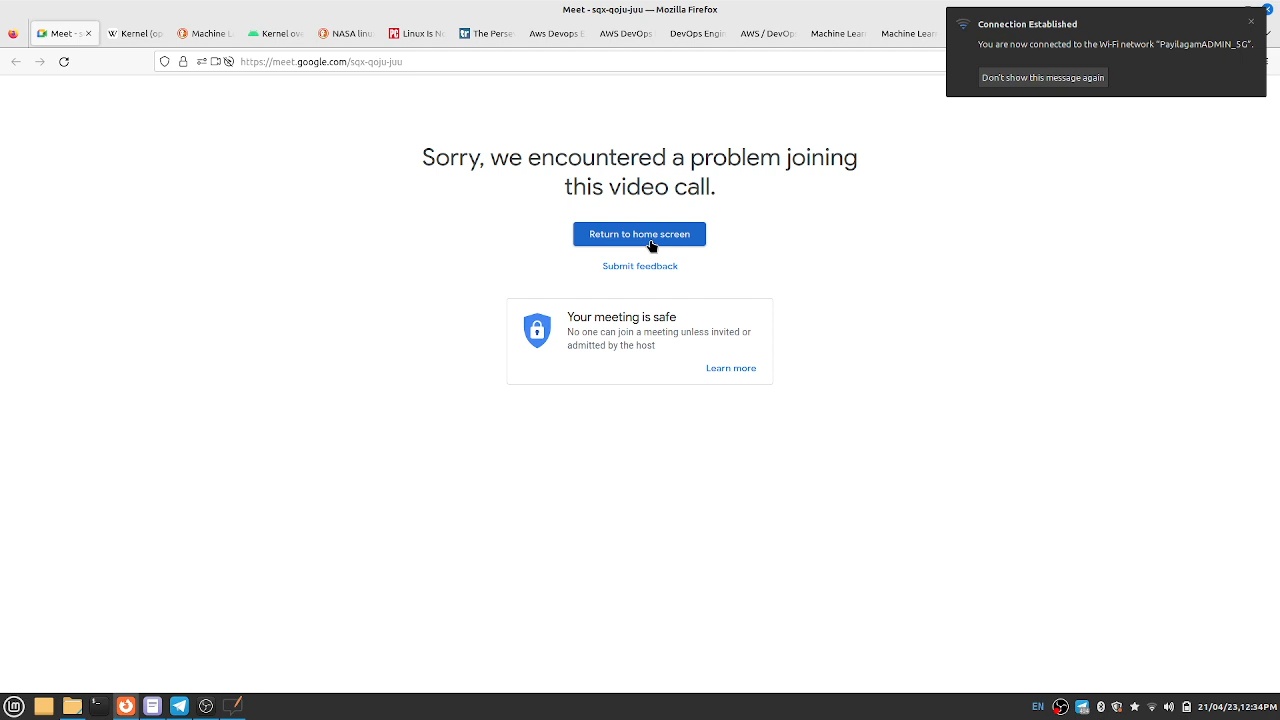 Meet - sqx-qoju-juu — Mozilla Firefox
Meet - s
Kernel (op
Machine L
Kernel ov
NASA linu
Linux Is N
The Perse
Aws Devops E
AWS DevOps
DevOps Engin
AWS / DevOp
Machine Lear
Machine Lear
https://meet.google.com/sqx-qoju-juu
Connection Established
You are now connected to the Wi-Fi network “PayilagamADMIN_5G”.
Don't show this message again
Sorry, we encountered a problem joining
this video call.
Return to home screen
Submit feedback
Your meeting is safe
No one can join a meeting unless invited or
admitted by the host
Learn more
EN
21/04/23,12:34PM